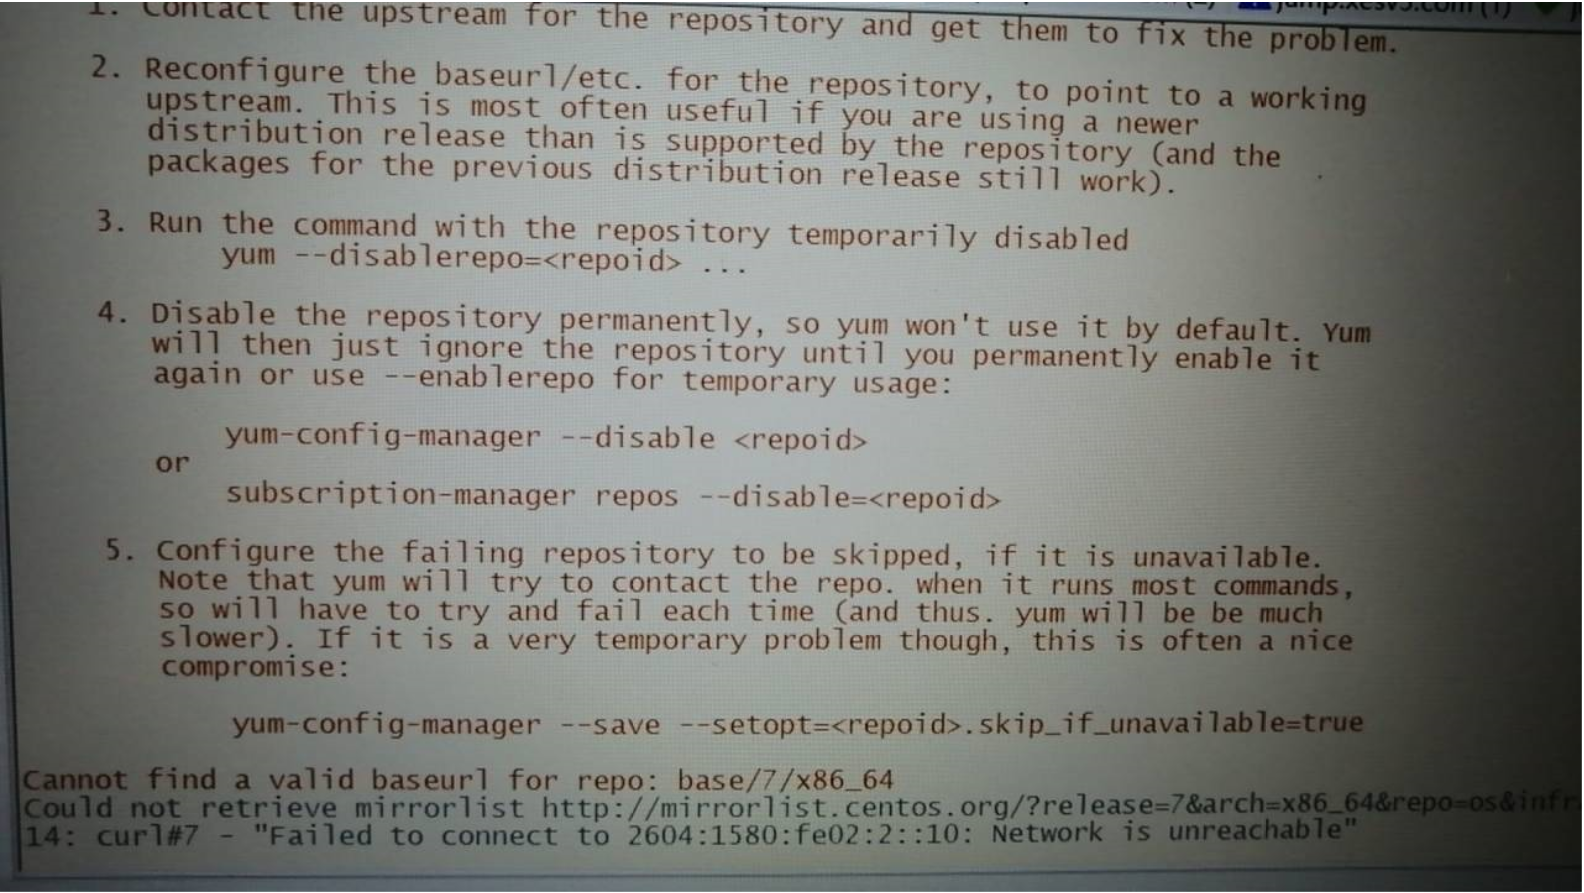 jump.xesv5.com (1)
1. Contact the upstream for the repository and get them to fix the problem.
2. Reconfigure the baseurl/etc. for the repository, to point to a working
upstream. This is most often useful if you are using a newer
distribution release than is supported by the repository (and the
packages for the previous distribution release still work).
3. Run the command with the repository temporarily disabled
yum --disablerepo=<repoid> ...
4. Disable the repository permanently, so yum won't use it by default. Yum
will then just ignore the repository until you permanently enable it
again or use --enablerepo for temporary usage:
yum-config-manager --disable <repoid>
or
subscription-manager repos --disable=<repoid>
5. Configure the failing repository to be skipped, if it is unavailable.
Note that yum will try to contact the repo. when it runs most commands,
so will have to try and fail each time (and thus. yum will be be much
slower). If it is a very temporary problem though, this is often a nice
compromise:
yum-config-manager --save --setopt=<repoid>.skip_if_unavailable=true
Cannot find a valid baseurl for repo: base/7/x86_64
Could not retrieve mirrorlist http://mirrorlist.centos.org/?release=7&arch=x86_64&repo=os&infr
14: curl#7 - "Failed to connect to 2604:1580:fe02:2::10: Network is unreachable"